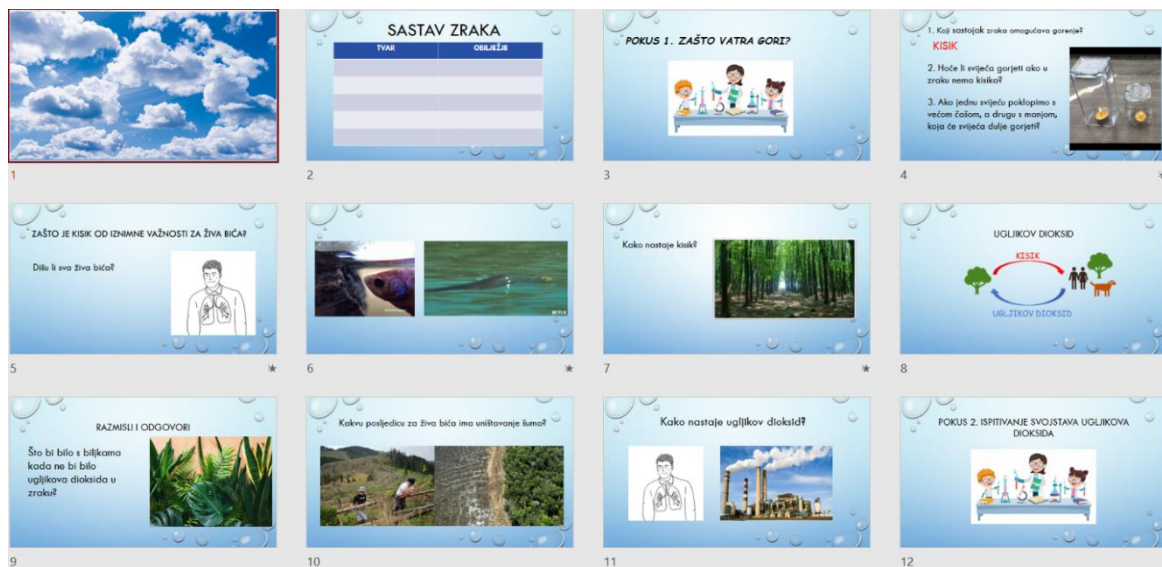 SASTAV ZRAKA
TVAR
OBILJEŽJE
POKUS 1. ZAŠTO VATRA GORI?
1. Koji sastojak zraka omogućava gorenje?
KISIK
2. Hoće li svijeća gorjeti ako u
zraku nema kisika?
3. Ako jednu svijeću poklopimo s
većom čašom, a drugu s manjom,
koja će svijeća dulje gorjeti?
1
2
3
4
ZAŠTO JE KISIK OD IZNIMNE VAŽNOSTI ZA ŽIVA BIĆA?
Dišu li sva živa bića?
Kako nastaje kisik?
UGLJIKOV DIOKSID
KISIK
UGLJIKOV DIOKSID
5
6
7
8
RAZMISLI I ODGOVORI
Što bi bilo s biljkama
kada ne bi bilo
ugljikova dioksida u
zraku?
Kakvu posljedicu za živa bića ima uništavanje šuma?
Kako nastaje ugljikov dioksid?
POKUS 2. ISPITIVANJE SVOJSTAVA UGLJIKOVA
DIOKSIDA
9
10
11
12